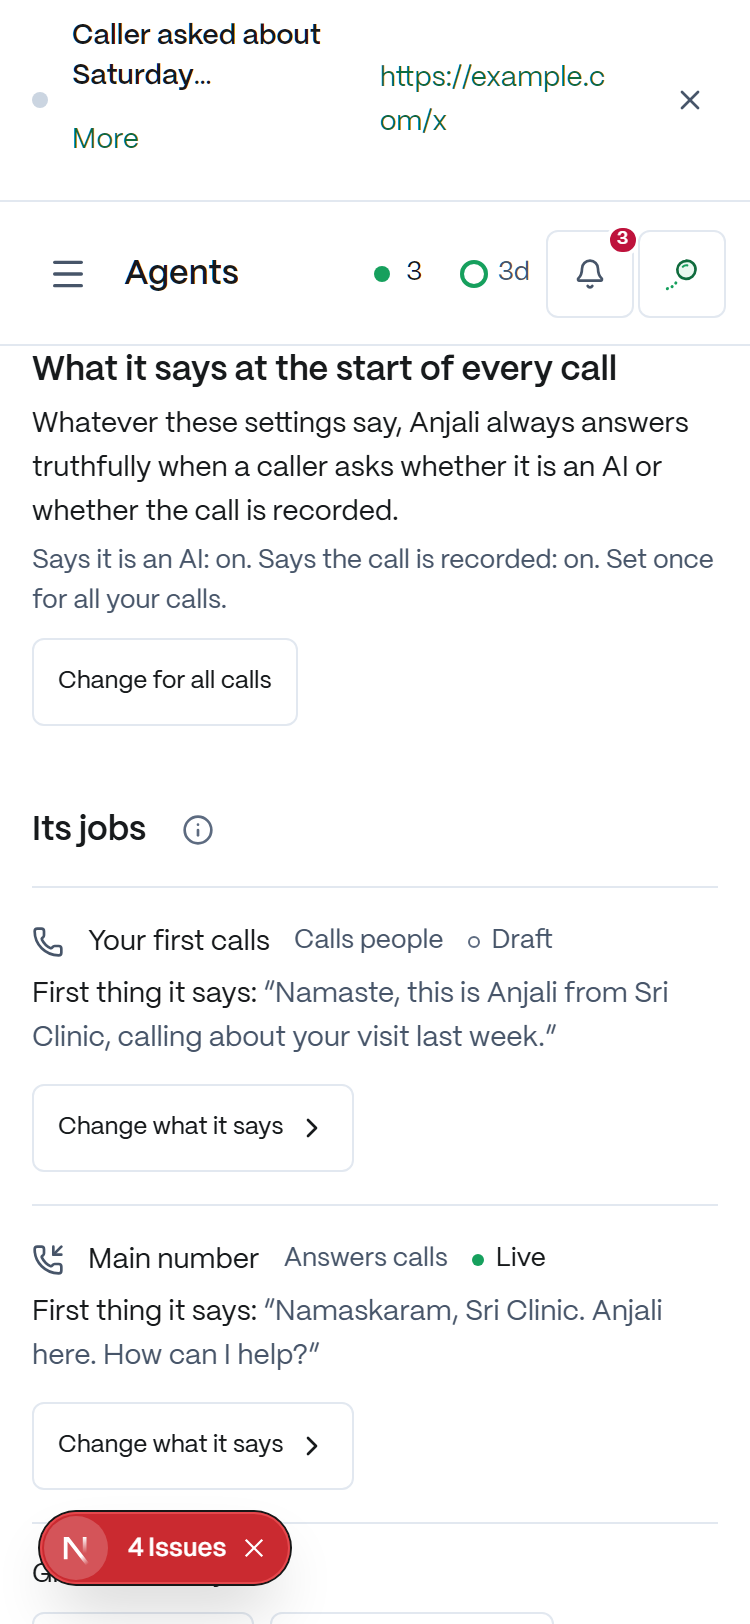 Caller asked about
Saturday...
More
https://example.c
om/x
Agents
3
3d
3
What it says at the start of every call
Whatever these settings say, Anjali always answers
truthfully when a caller asks whether it is an AI or
whether the call is recorded.
Says it is an AI: on. Says the call is recorded: on. Set once
for all your calls.
Change for all calls
Its jobs
Your first calls Calls people Draft
First thing it says: “Namaste, this is Anjali from Sri
Clinic, calling about your visit last week.”
Change what it says
Main number Answers calls Live
First thing it says: “Namaskaram, Sri Clinic. Anjali
here. How can I help?”
Change what it says
N 4 Issues